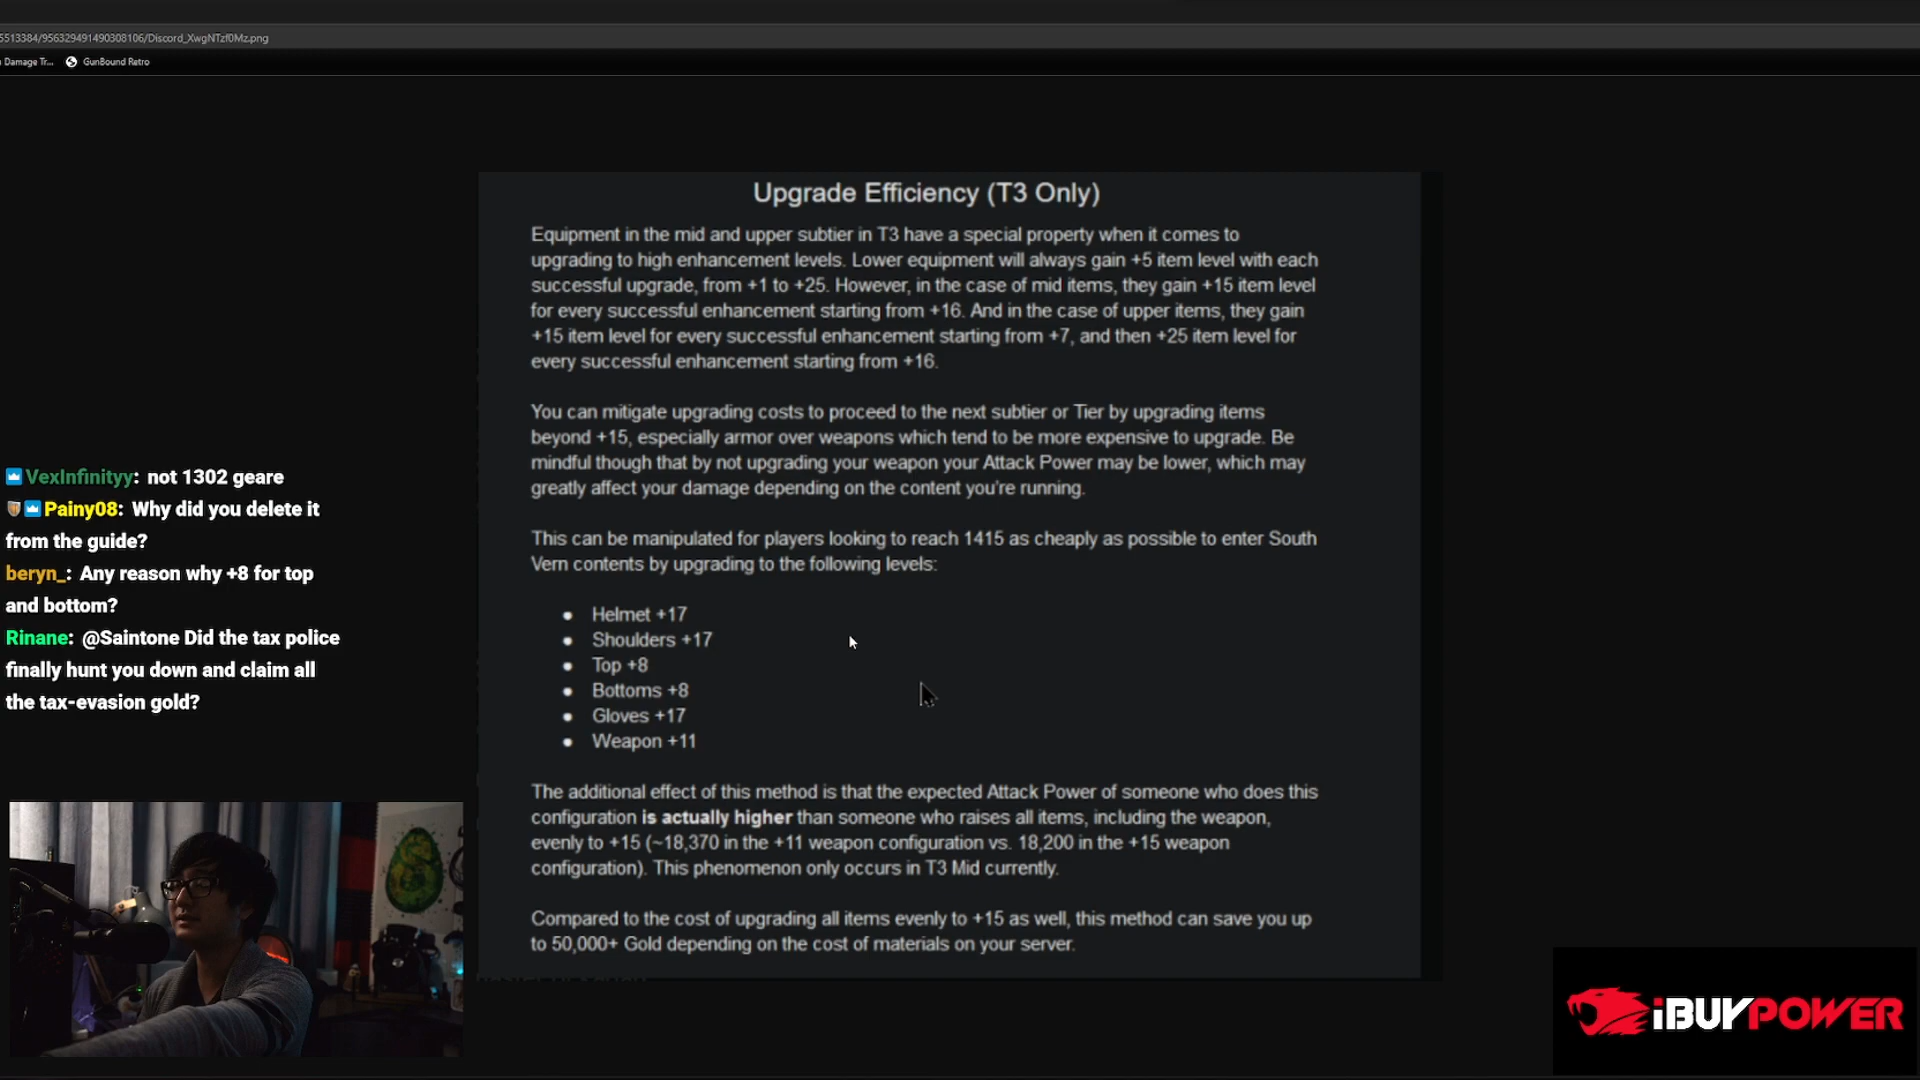 5513384/956329491490308106/Discord_XwgNTzf0Mz.png
Damage Tr...
GunBound Retro
Upgrade Efficiency (T3 Only)
Equipment in the mid and upper subtier in T3 have a special property when it comes to
upgrading to high enhancement levels. Lower equipment will always gain +5 item level with each
successful upgrade, from +1 to +25. However, in the case of mid items, they gain +15 item level
for every successful enhancement starting from +16. And in the case of upper items, they gain
+15 item level for every successful enhancement starting from +7, and then +25 item level for
every successful enhancement starting from +16.
You can mitigate upgrading costs to proceed to the next subtier or Tier by upgrading items
beyond +15, especially armor over weapons which tend to be more expensive to upgrade. Be
mindful though that by not upgrading your weapon your Attack Power may be lower, which may
greatly affect your damage depending on the content you're running.
This can be manipulated for players looking to reach 1415 as cheaply as possible to enter South
Vern contents by upgrading to the following levels:
• Helmet +17
• Shoulders +17
• Top +8
• Bottoms +8
• Gloves +17
• Weapon +11
The additional effect of this method is that the expected Attack Power of someone who does this
configuration is actually higher than someone who raises all items, including the weapon,
evenly to +15 (~18,370 in the +11 weapon configuration vs. 18,200 in the +15 weapon
configuration). This phenomenon only occurs in T3 Mid currently.
Compared to the cost of upgrading all items evenly to +15 as well, this method can save you up
to 50,000+ Gold depending on the cost of materials on your server.
VexInfinityy: not 1302 geare
Painy08: Why did you delete it
from the guide?
beryn_: Any reason why +8 for top
and bottom?
Rinane: @Saintone Did the tax police
finally hunt you down and claim all
the tax-evasion gold?
iBUYPOWER